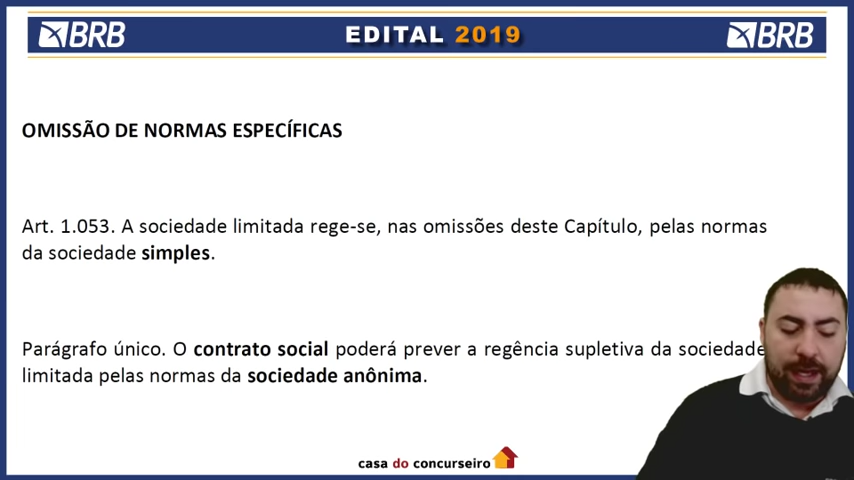 BRB
EDITAL 2019
BRB
OMISSÃO DE NORMAS ESPECÍFICAS
Art. 1.053. A sociedade limitada rege-se, nas omissões deste Capítulo, pelas normas
da sociedade simples.
Parágrafo único. O contrato social poderá prever a regência supletiva da sociedade
limitada pelas normas da sociedade anônima.
casa do concurseiro